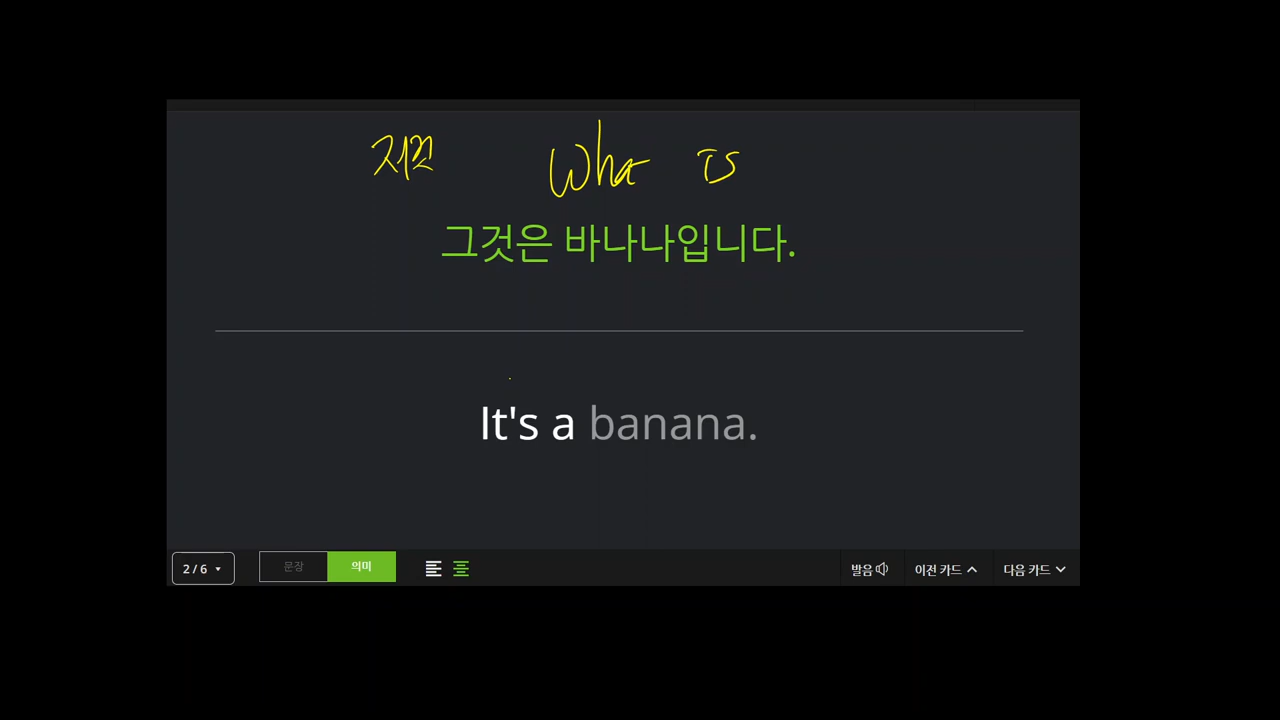 저것 What is
그것은 바나나입니다.
It's a banana.
2 / 6 문장 의미 발음 이전 카드 다음 카드